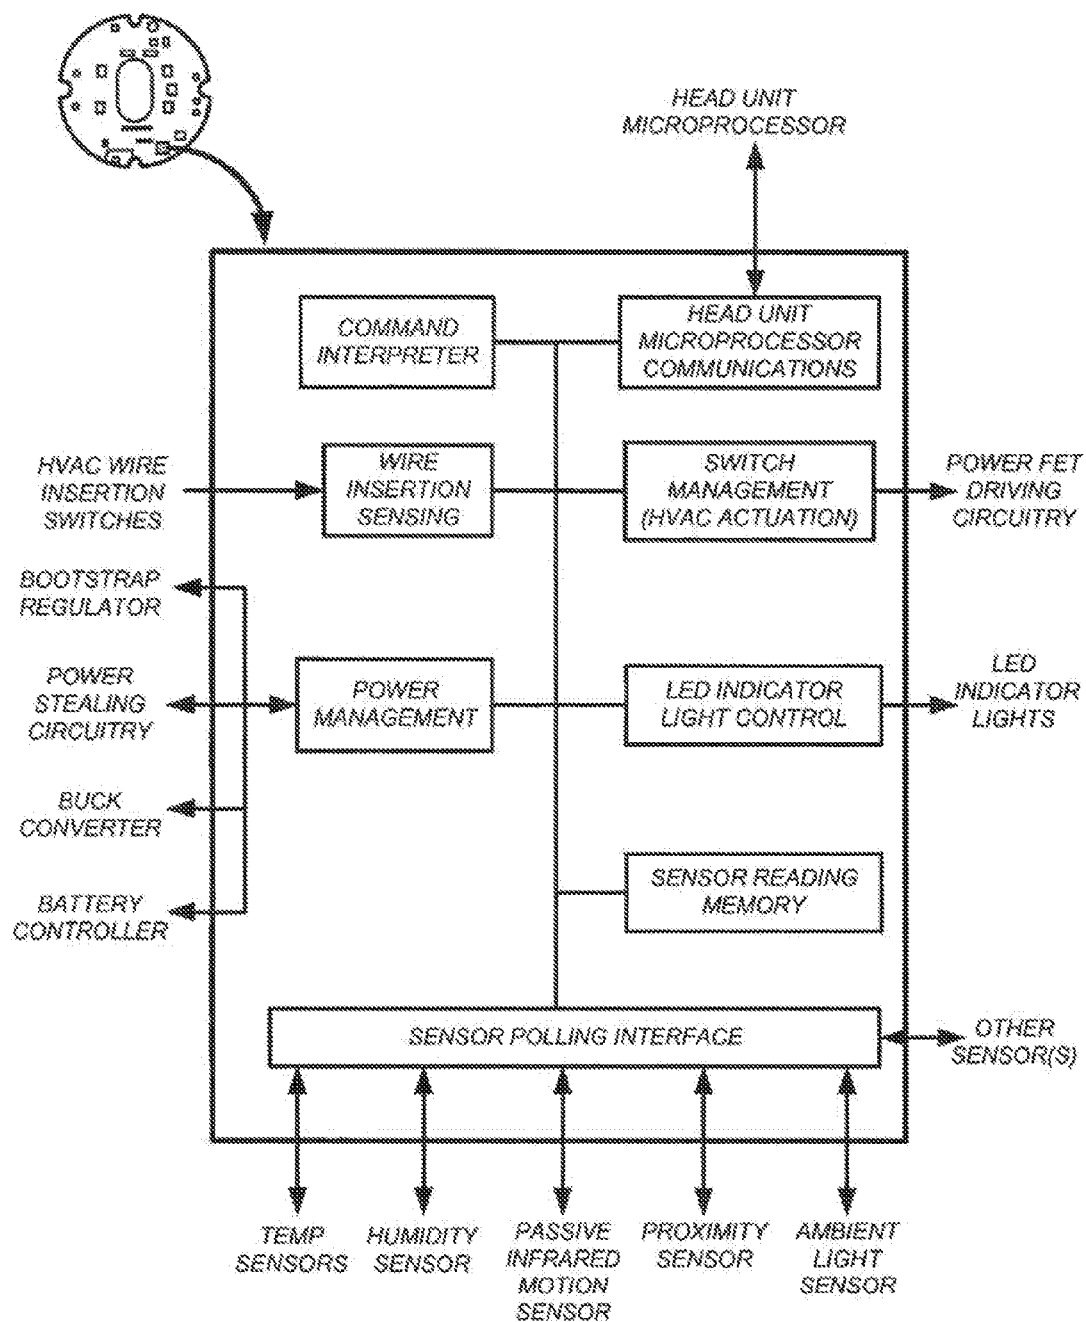 HEAD UNIT
MICROPROCESSOR
COMMAND
INTERPRETER
HEAD UNIT
MICROPROCESSOR
COMMUNICATIONS
HVAC WIRE
INSERTION
SWITCHES
WIRE
INSERTION
SENSING
SWITCH
MANAGEMENT
(HVAC ACTUATION)
POWER FET
DRIVING
CIRCUITRY
BOOTSTRAP
REGULATOR
POWER
STEALING
CIRCUITRY
POWER
MANAGEMENT
LED INDICATOR
LIGHT CONTROL
LED
INDICATOR
LIGHTS
BUCK
CONVERTER
BATTERY
CONTROLLER
SENSOR READING
MEMORY
SENSOR POLLING INTERFACE
OTHER
SENSOR(S)
TEMP
SENSORS
HUMIDITY
SENSOR
PASSIVE
INFRARED
MOTION
SENSOR
PROXIMITY
SENSOR
AMBIENT
LIGHT
SENSOR